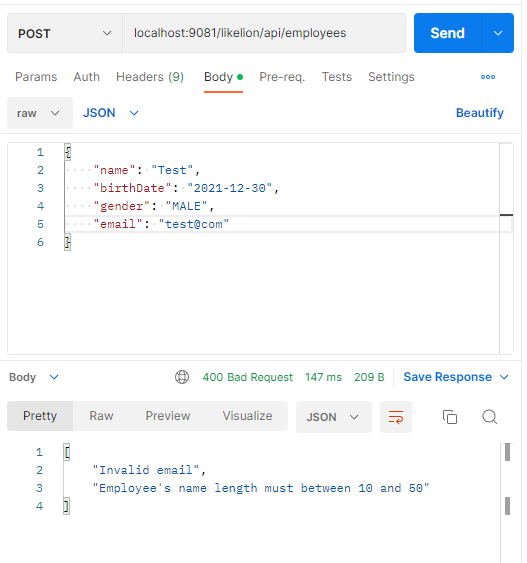 POST localhost:9081/likelion/api/employees Send
Params Auth Headers (9) Body Pre-req. Tests Settings
raw JSON Beautify
1 {
2 "name": "Test",
3 "birthDate": "2021-12-30",
4 "gender": "MALE",
5 "email": "test@com"
6 }
Body 400 Bad Request 147 ms 209 B Save Response
Pretty Raw Preview Visualize JSON
1 [
2 "Invalid email",
3 "Employee's name length must between 10 and 50"
4 ]